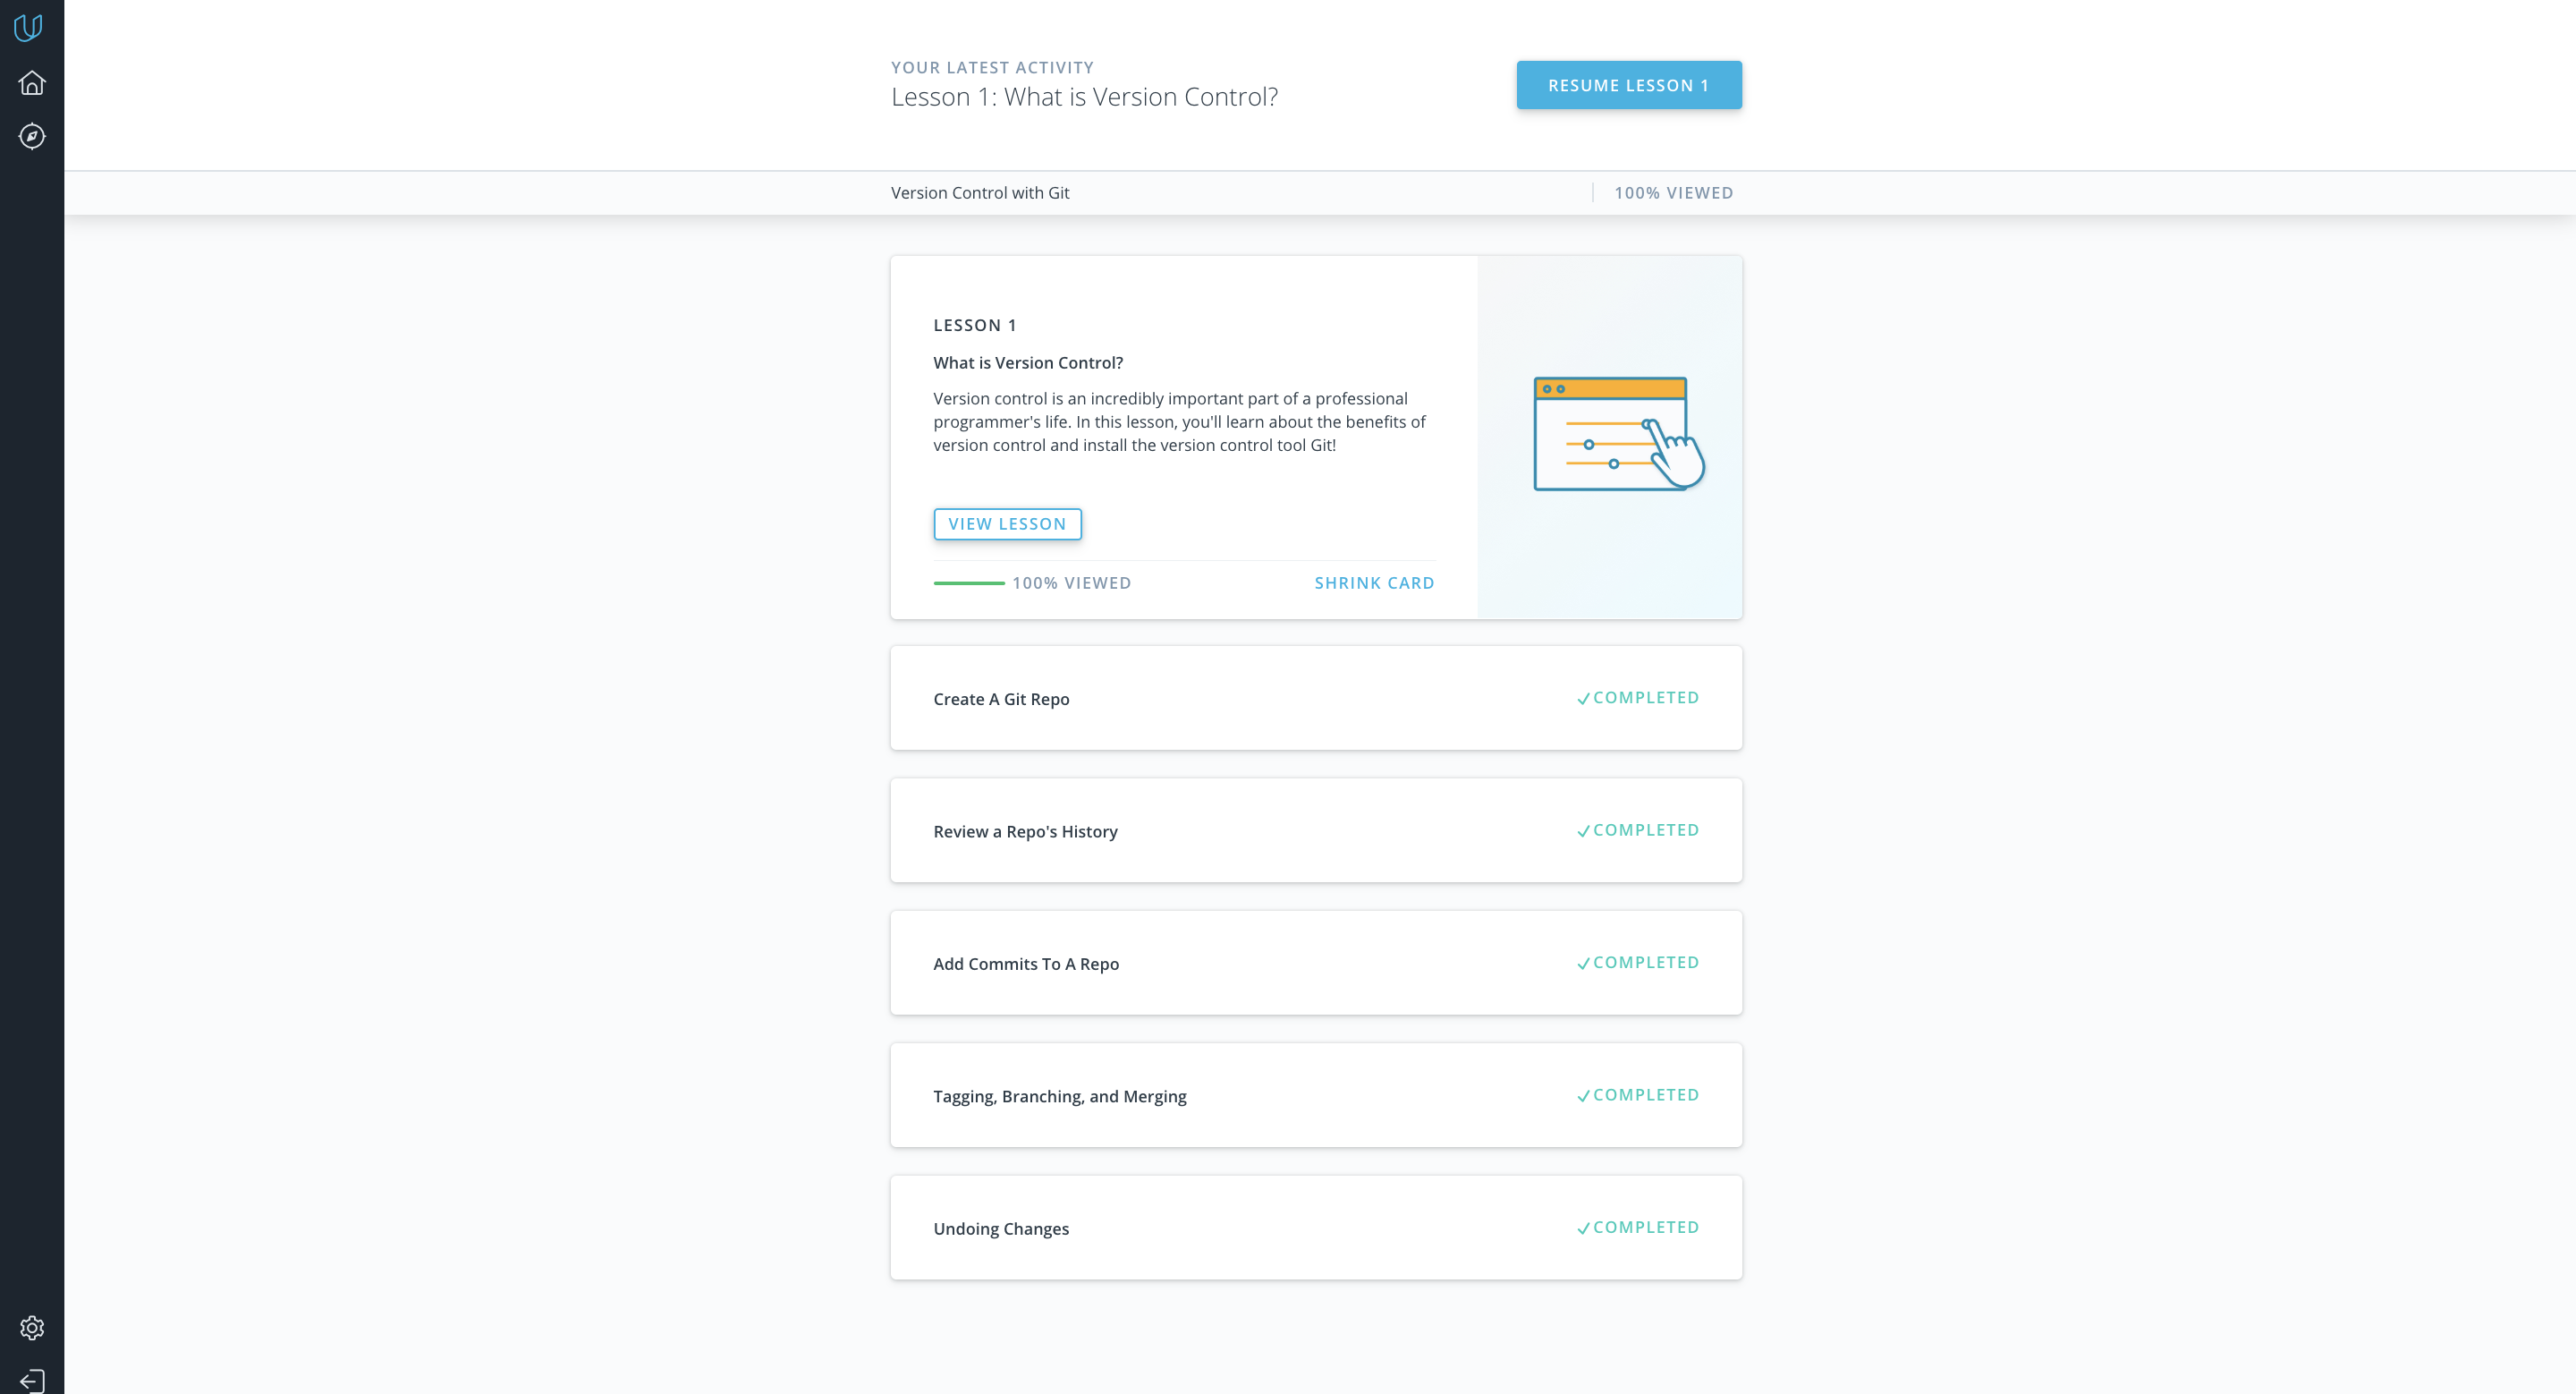 YOUR LATEST ACTIVITY
Lesson 1: What is Version Control?
RESUME LESSON 1
Version Control with Git
100% VIEWED
LESSON 1
What is Version Control?
Version control is an incredibly important part of a professional
programmer's life. In this lesson, you'll learn about the benefits of
version control and install the version control tool Git!
VIEW LESSON
100% VIEWED
SHRINK CARD
Create A Git Repo
COMPLETED
Review a Repo's History
COMPLETED
Add Commits To A Repo
COMPLETED
Tagging, Branching, and Merging
COMPLETED
Undoing Changes
COMPLETED